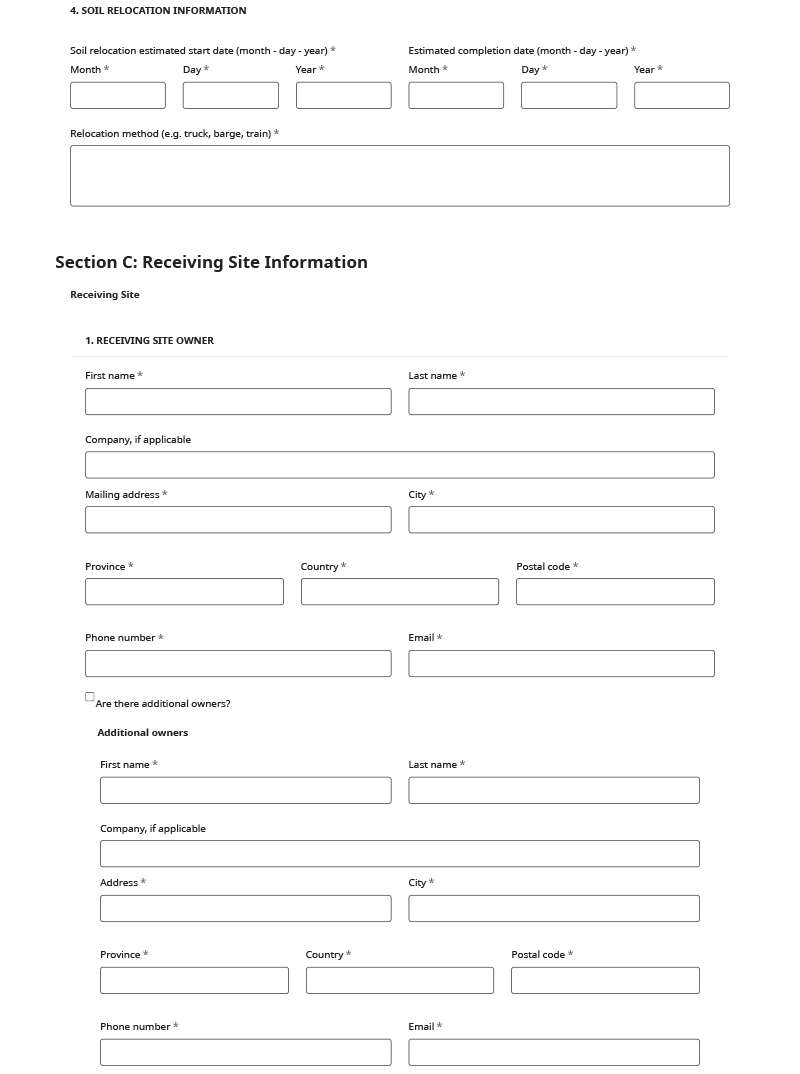 4. SOIL RELOCATION INFORMATION
Soil relocation estimated start date (month - day - year) * Estimated completion date (month - day - year) *
Month * Day * Year * Month * Day * Year *
Relocation method (e.g. truck, barge, train) *
Section C: Receiving Site Information
Receiving Site
1. RECEIVING SITE OWNER
First name * Last name *
Company, if applicable
Mailing address * City *
Province * Country * Postal code *
Phone number * Email *
Are there additional owners?
Additional owners
First name * Last name *
Company, if applicable
Address * City *
Province * Country * Postal code *
Phone number * Email *